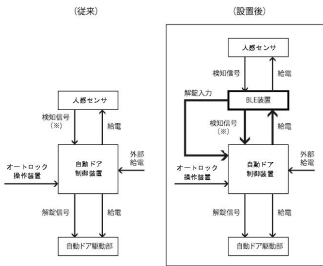 (従来)
人感センサ
検知信号
(※)
給電
オートロック
操作装置
自動ドア
制御装置
外部
給電
解錠信号
給電
自動ドア駆動部
(設置後)
人感センサ
検知信号
給電
解錠入力
BLE装置
検知信号
(※)
給電
オートロック
操作装置
自動ドア
制御装置
外部
給電
解錠信号
給電
自動ドア駆動部